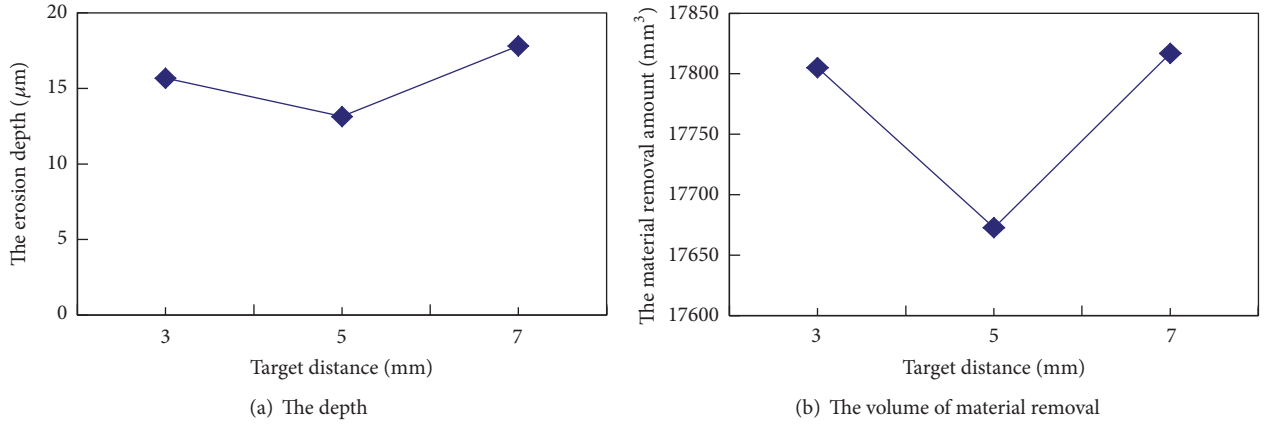 The erosion depth (μm)
20
15
10
5
0
3 5 7
Target distance (mm)
(a) The depth
The material removal amount (mm³)
17850
17800
17750
17700
17650
17600
3 5 7
Target distance (mm)
(b) The volume of material removal